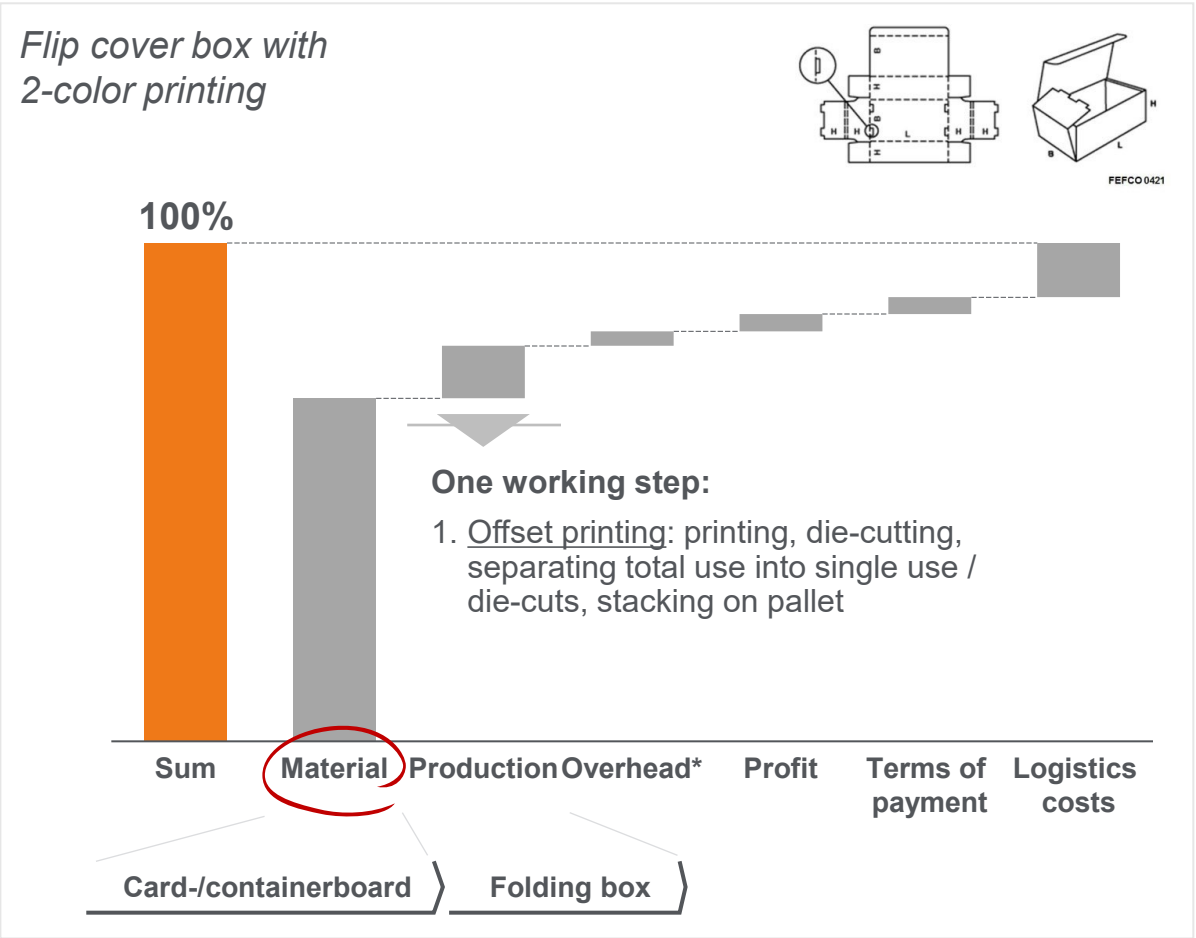 Flip cover box with
2-color printing
B
H
B
H
H
L
H
H
H
H
L
B
FEFCO 0421
100%
One working step:
1. Offset printing: printing, die-cutting,
separating total use into single use /
die-cuts, stacking on pallet
Sum
Material
Production
Overhead*
Profit
Terms of
payment
Logistics
costs
Card-/containerboard
Folding box